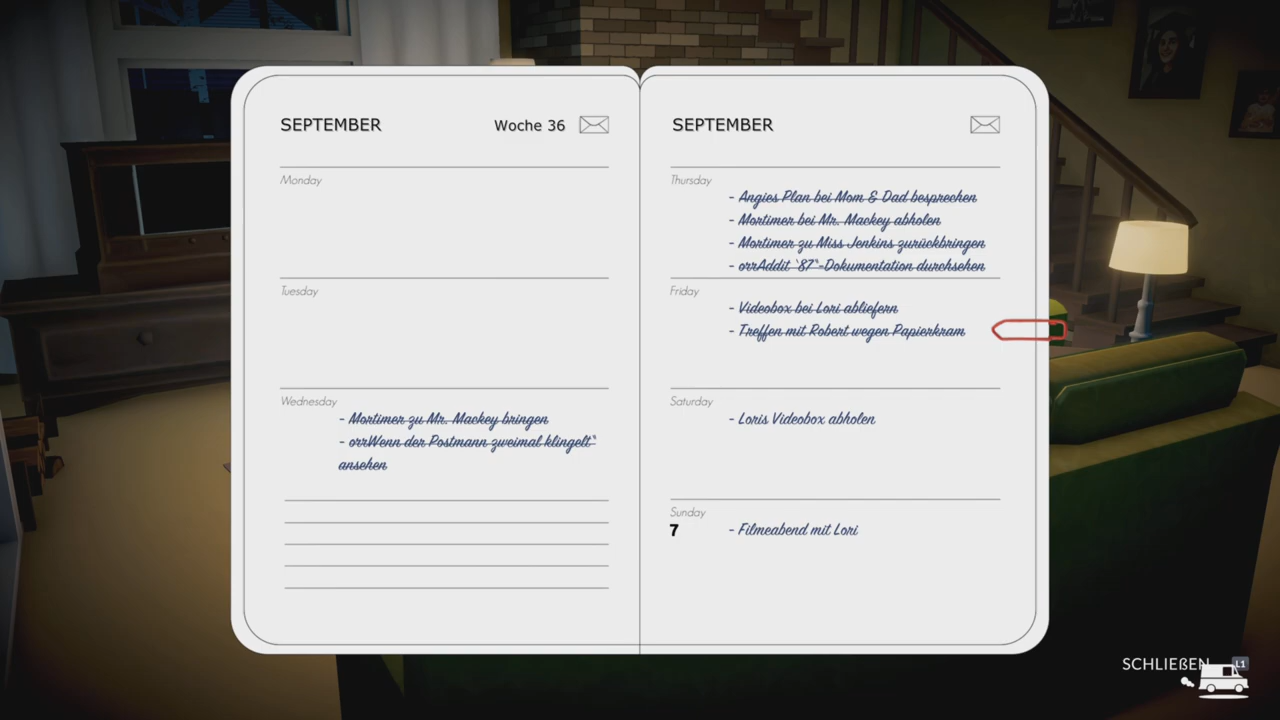 SEPTEMBER
Woche 36
Monday
Tuesday
Wednesday
- Mortimer zu Mr. Mackey bringen
- orrWenn der Postmann zweimal klingelt"
ansehen
SEPTEMBER
Thursday
- Angies Plan bei Mom & Dad besprechen
- Mortimer bei Mr. Mackey abholen
- Mortimer zu Miss Jenkins zurückbringen
- orrAddit `87"-Dokumentation durchsehen
Friday
- Videobox bei Lori abliefern
- Treffen mit Robert wegen Papierkram
Saturday
- Loris Videobox abholen
Sunday
7 - Filmeabend mit Lori
SCHLIEßEN L1